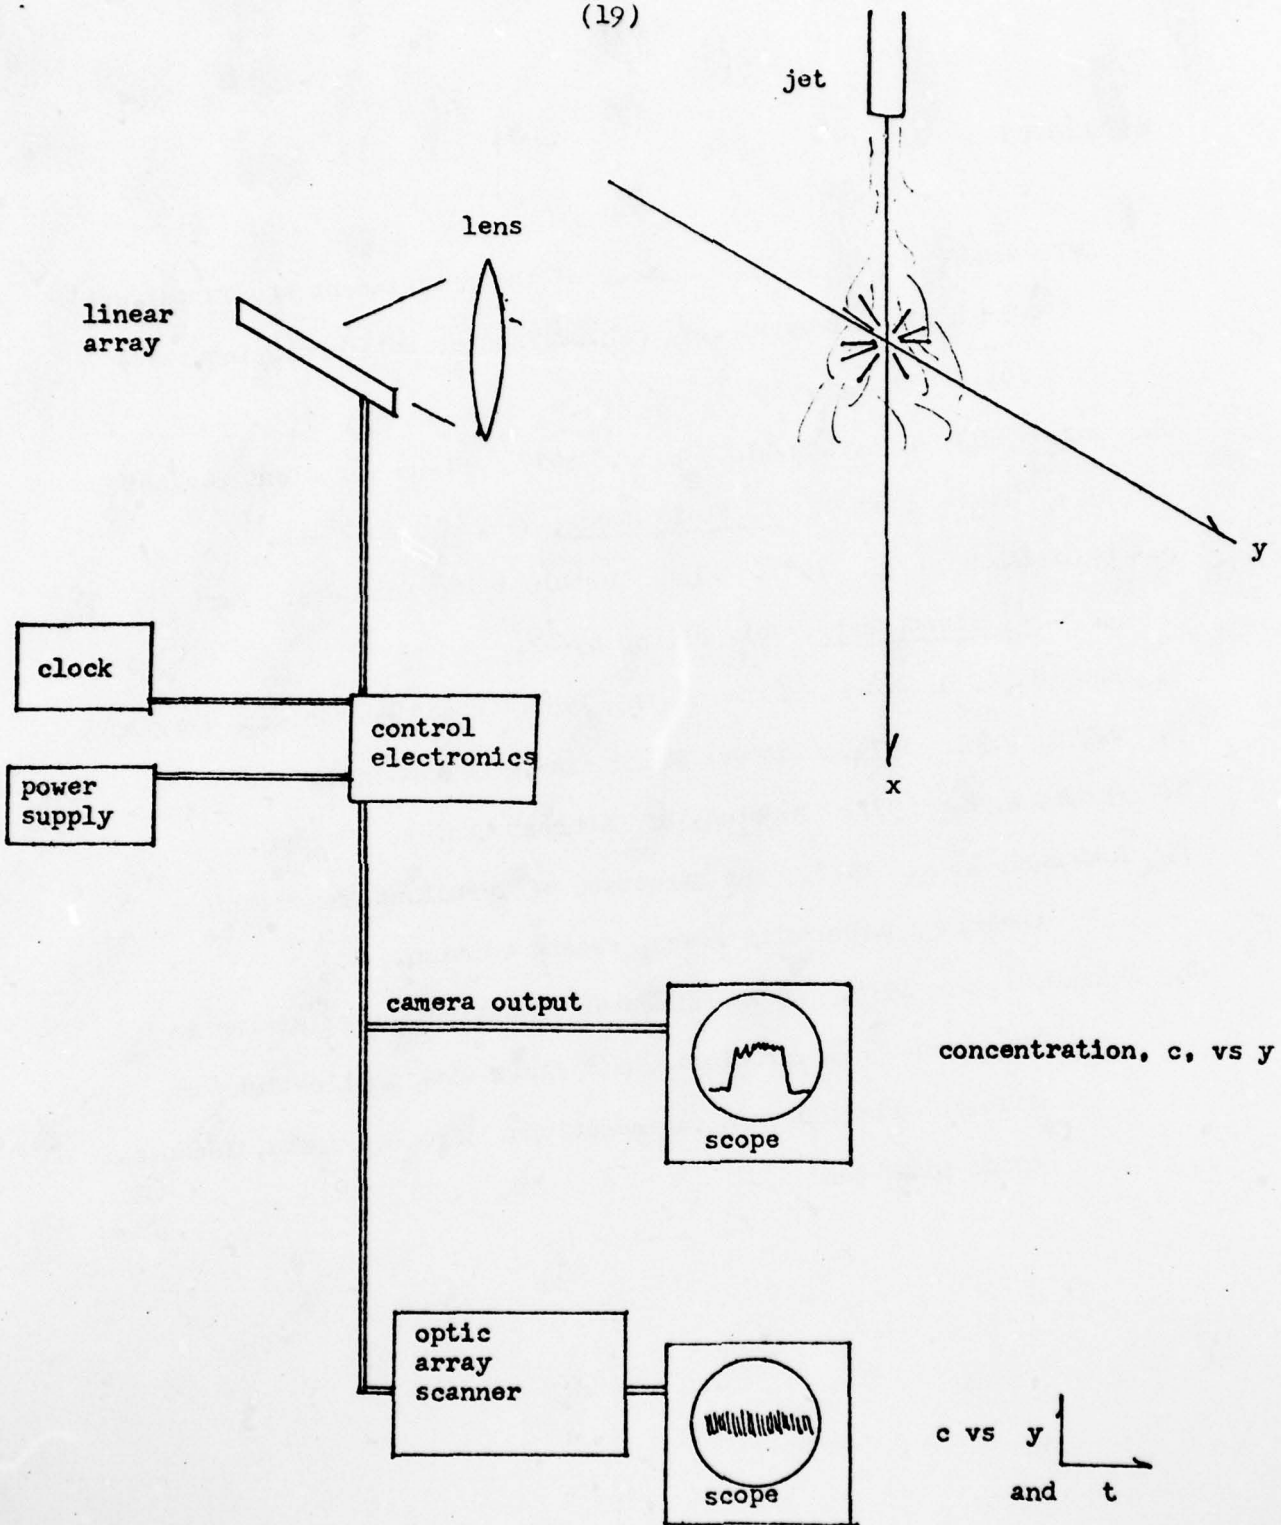 (19)
jet
lens
linear
array
y
x
clock
control
electronics
power
supply
camera output
concentration, c, vs y
scope
optic
array
scanner
c vs y
and t
scope